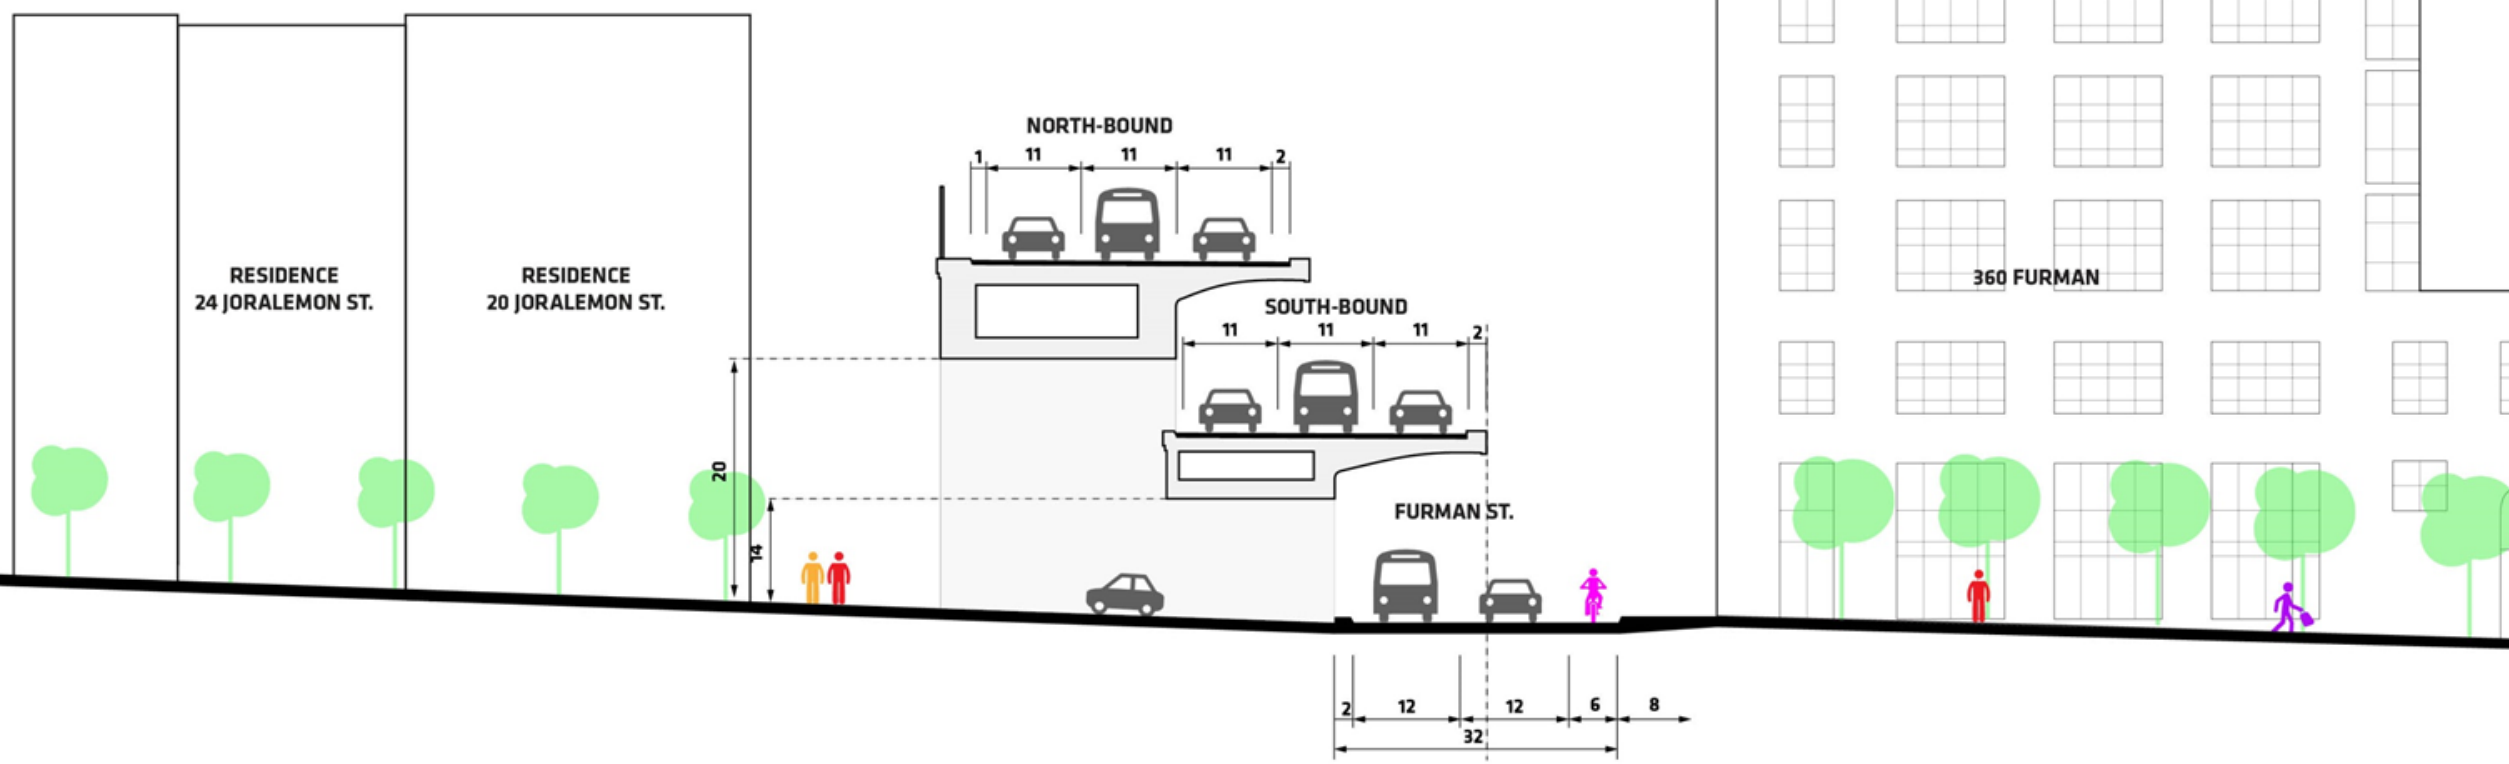 NORTH-BOUND
1 11 11 11 2
RESIDENCE
24 JORALEMON ST.
RESIDENCE
20 JORALEMON ST.
360 FURMAN
SOUTH-BOUND
11 11 11 2
20
14
FURMAN ST.
2 12 12 6 8
32